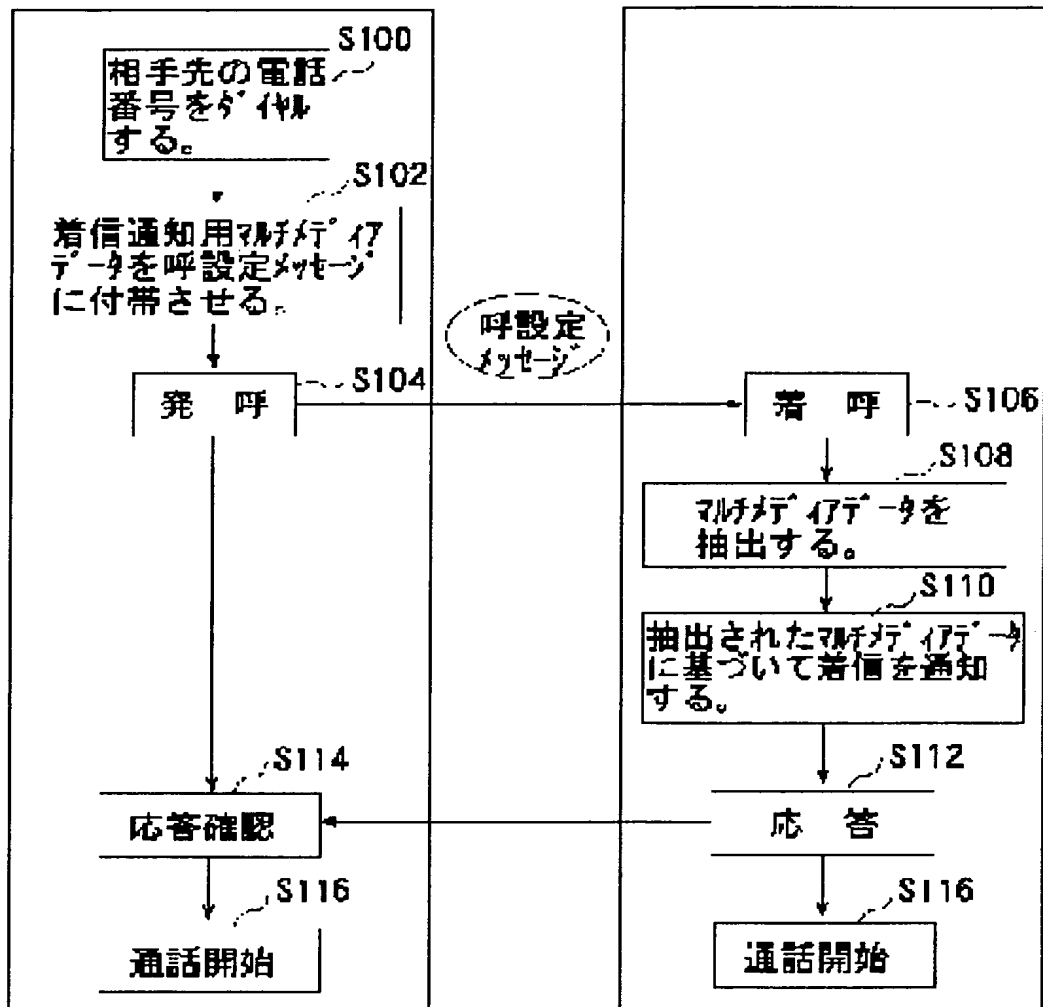 S100
相手先の電話
番号をダイヤル
する。
S102
着信通知用マルチメディア
データを呼設定メッセージ
に付帯させる。
呼設定
メッセージ
発 呼
S104
着 呼
S106
S108
マルチメディアデータを
抽出する。
S110
抽出されたマルチメディアデータ
に基づいて着信を通知
する。
S114
応答確認
S112
応 答
S116
通話開始
S116
通話開始